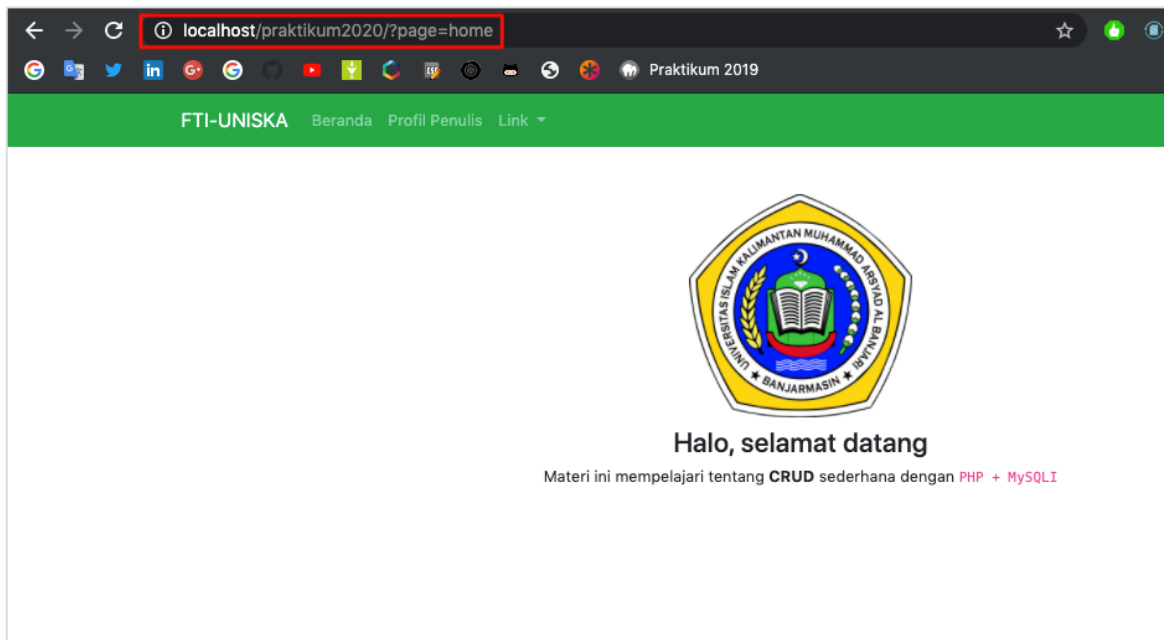 localhost/praktikum2020/?page=home
Praktikum 2019
FTI-UNISKA Beranda Profil Penulis Link
UNIVERSITAS ISLAM KALIMANTAN MUHAMMAD ARSYAD AL BANJARI
BANJARMASIN
Halo, selamat datang
Materi ini mempelajari tentang CRUD sederhana dengan PHP + MySQLI